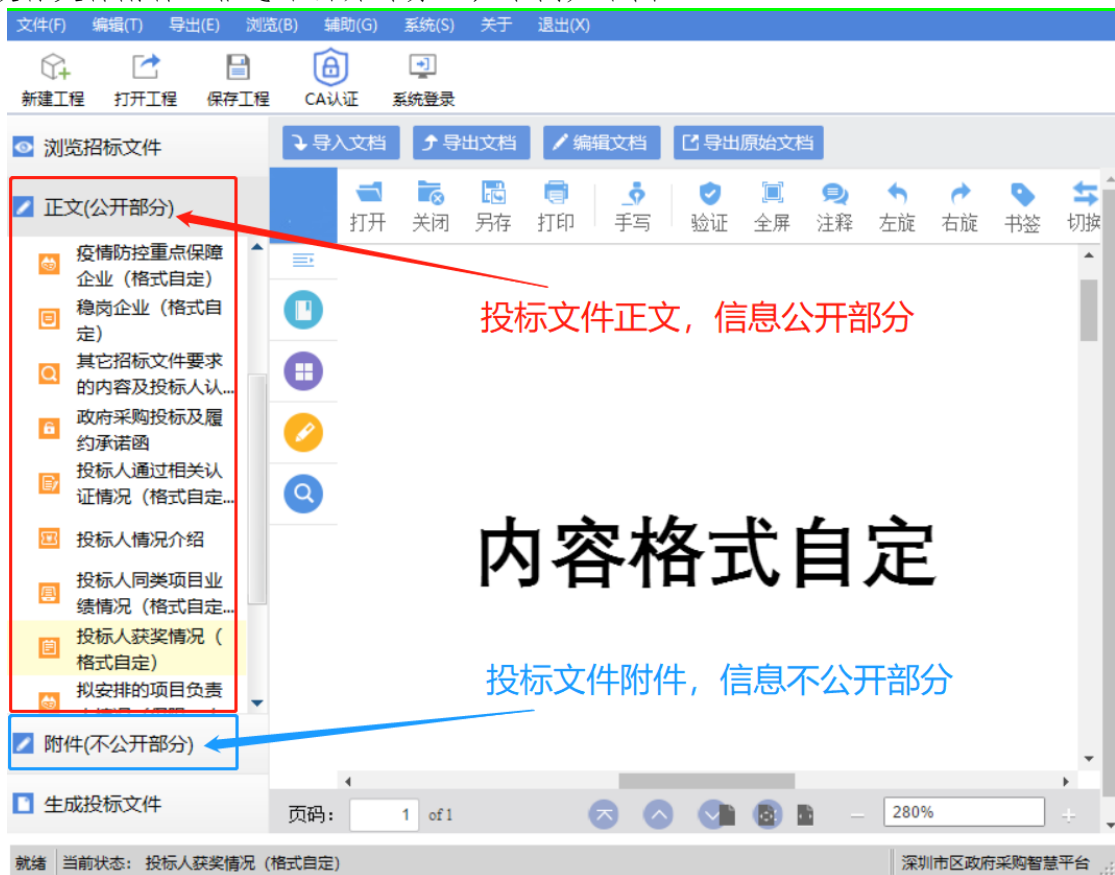 文件(F) 编辑(T) 导出(E) 浏览(B) 辅助(G) 系统(S) 关于 退出(X)
新建工程 打开工程 保存工程 CA认证 系统登录
浏览招标文件
正文(公开部分)
疫情防控重点保障
企业（格式自定）
稳岗企业（格式自
定）
其它招标文件要求
的内容及投标人认...
政府采购投标及履
约承诺函
投标人通过相关认
证情况（格式自定...
投标人情况介绍
投标人同类项目业
绩情况（格式自定...
投标人获奖情况（
格式自定）
拟安排的项目负责
附件(不公开部分)
生成投标文件
导入文档 导出文档 编辑文档 导出原始文档
打开 关闭 另存 打印 手写 验证 全屏 注释 左旋 右旋 书签 切换
投标文件正文，信息公开部分
内容格式自定
投标文件附件，信息不公开部分
页码： 1 of 1 280%
就绪 当前状态： 投标人获奖情况（格式自定） 深圳市区政府采购智慧平台